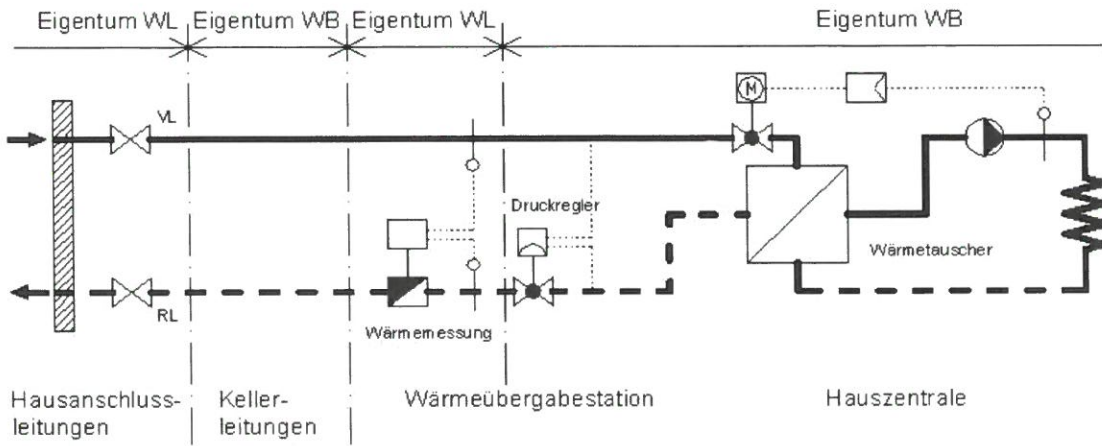 Eigentum WL
Eigentum WB
Eigentum WL
Eigentum WB
M
VL
Druckregler
Wärmetauscher
RL
Wärmemessung
Hausanschluss-
leitungen
Keller-
leitungen
Wärmeübergabestation
Hauszentrale